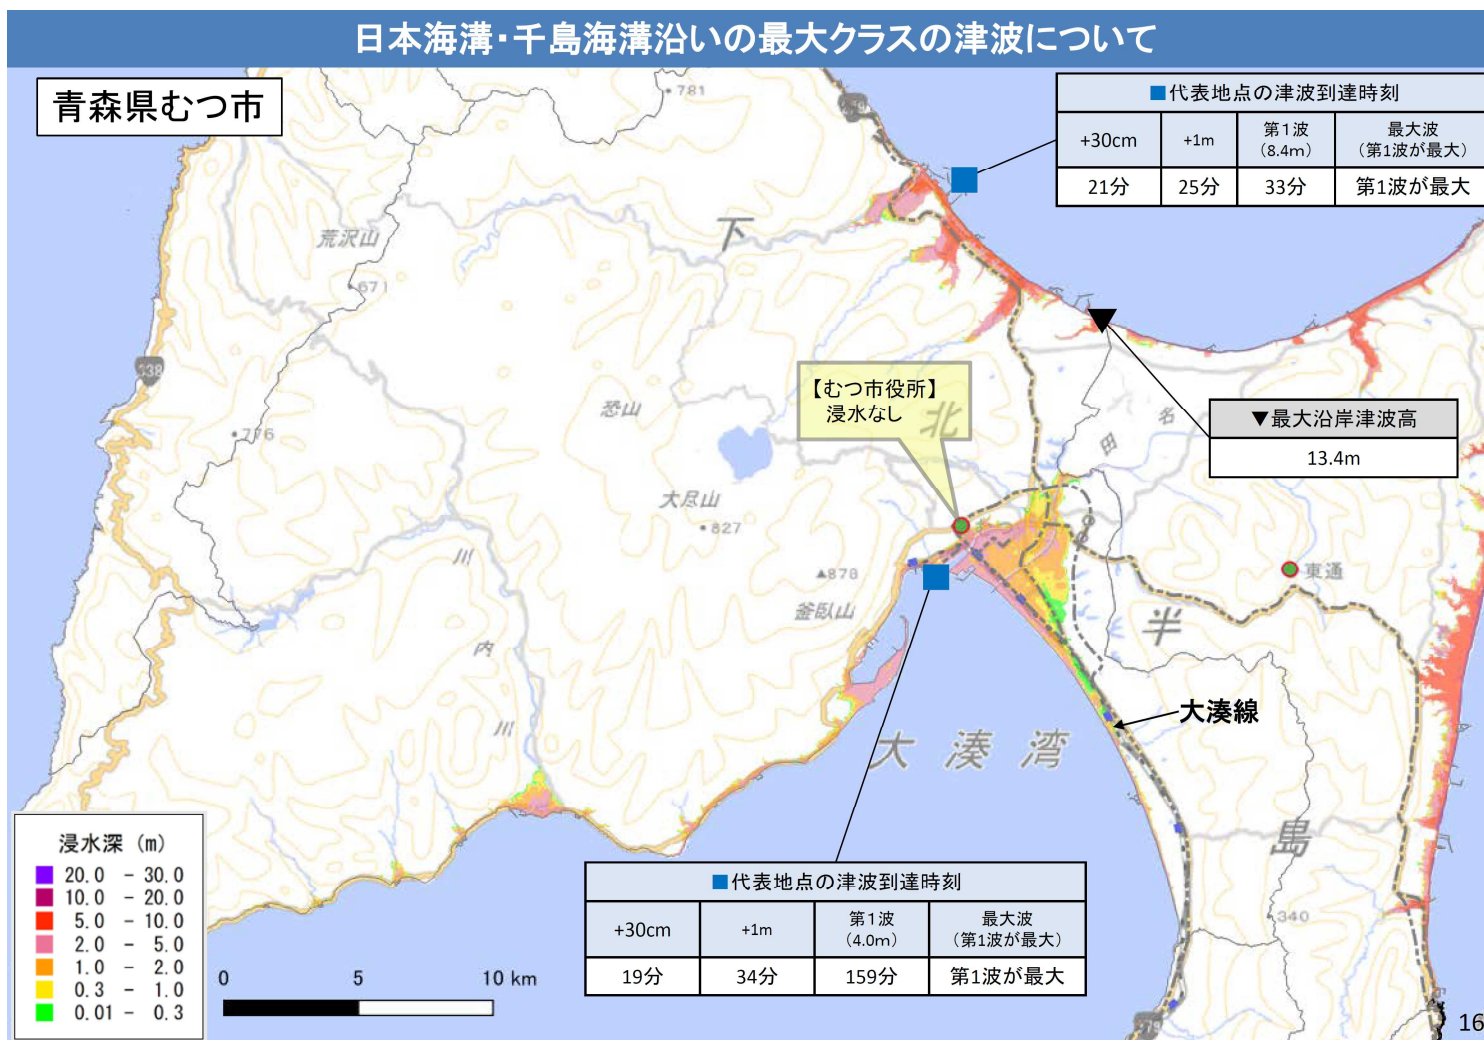 日本海溝・千島海溝沿いの最大クラスの津波について
青森県むつ市
■代表地点の津波到達時刻
+30cm
+1m
第1波
(8.4m)
最大波
(第1波が最大)
21分
25分
33分
第1波が最大
781
下
荒沢山
671
338
【むつ市役所】
浸水なし
北
恐山
776
名
田
▼最大沿岸津波高
13.4m
大尽山
827
878
釜臥山
東通
半
川
内
川
大湊線
大湊湾
島
340
浸水深 (m)
20.0 - 30.0
10.0 - 20.0
5.0 - 10.0
2.0 - 5.0
1.0 - 2.0
0.3 - 1.0
0.01 - 0.3
0 5 10 km
■代表地点の津波到達時刻
+30cm
+1m
第1波
(4.0m)
最大波
(第1波が最大)
19分
34分
159分
第1波が最大
279
16